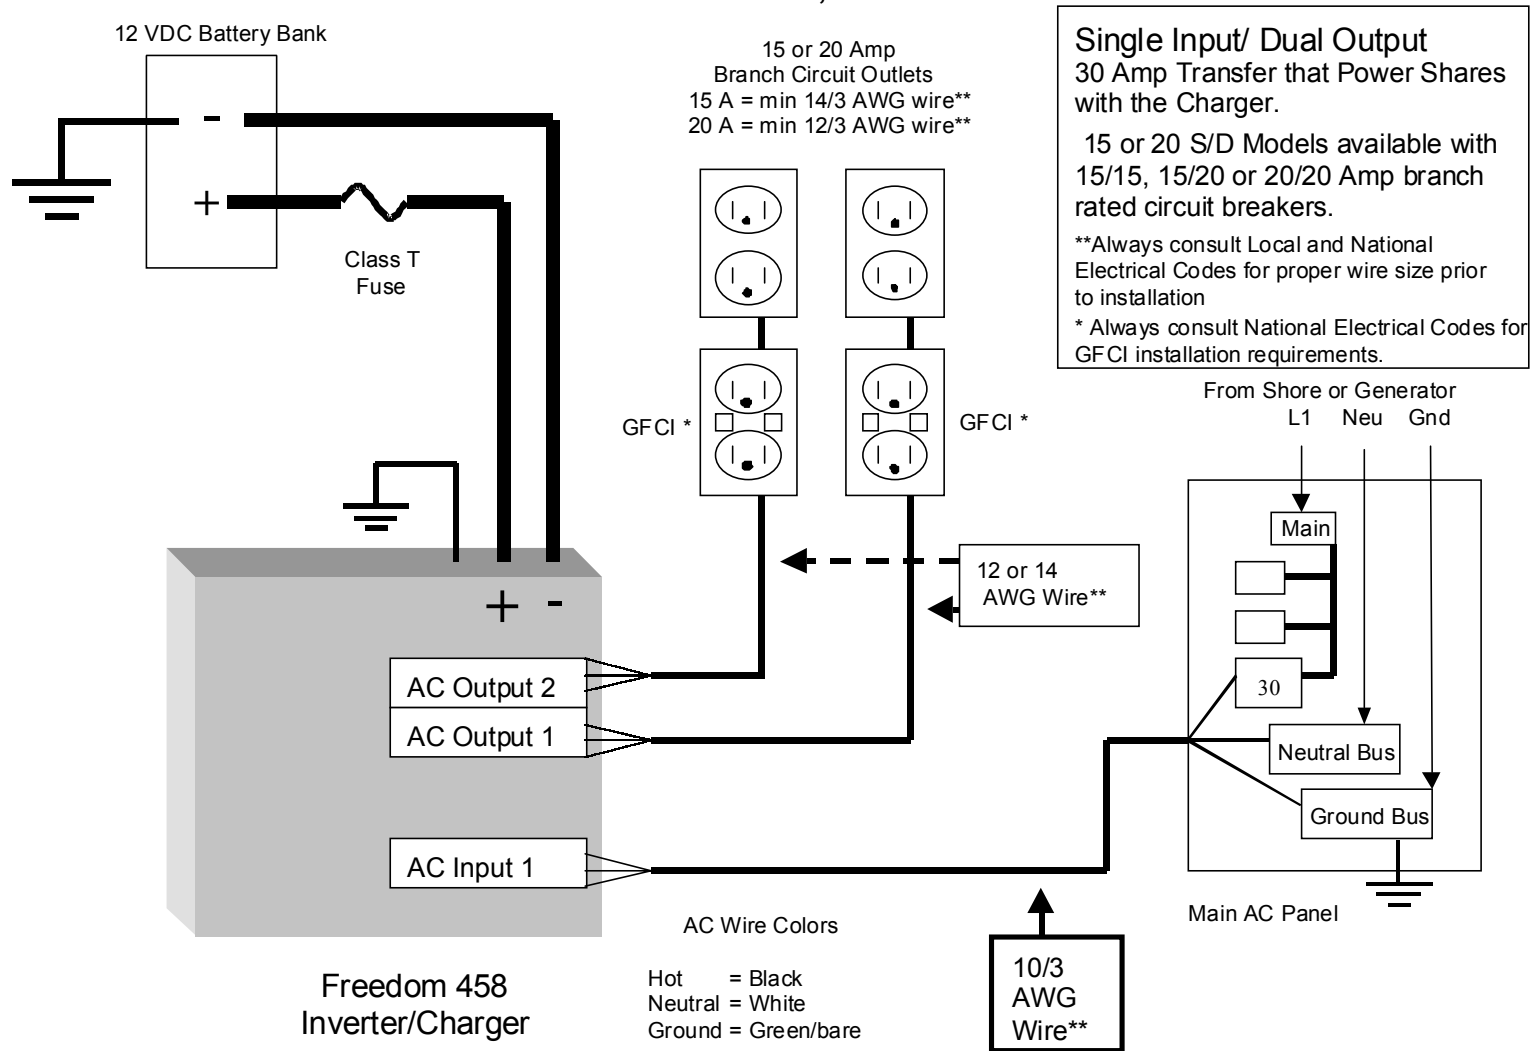 12 VDC Battery Bank
-
+
Class T
Fuse
15 or 20 Amp
Branch Circuit Outlets
15 A = min 14/3 AWG wire**
20 A = min 12/3 AWG wire**
Single Input/ Dual Output
30 Amp Transfer that Power Shares
with the Charger.
15 or 20 S/D Models available with
15/15, 15/20 or 20/20 Amp branch
rated circuit breakers.
**Always consult Local and National
Electrical Codes for proper wire size prior
to installation
* Always consult National Electrical Codes for
GFCI installation requirements.
GFCI *
GFCI *
From Shore or Generator
L1 Neu Gnd
Main
30
Neutral Bus
Ground Bus
Main AC Panel
12 or 14
AWG Wire**
+ -
AC Output 2
AC Output 1
AC Input 1
Freedom 458
Inverter/Charger
AC Wire Colors
Hot = Black
Neutral = White
Ground = Green/bare
10/3
AWG
Wire**